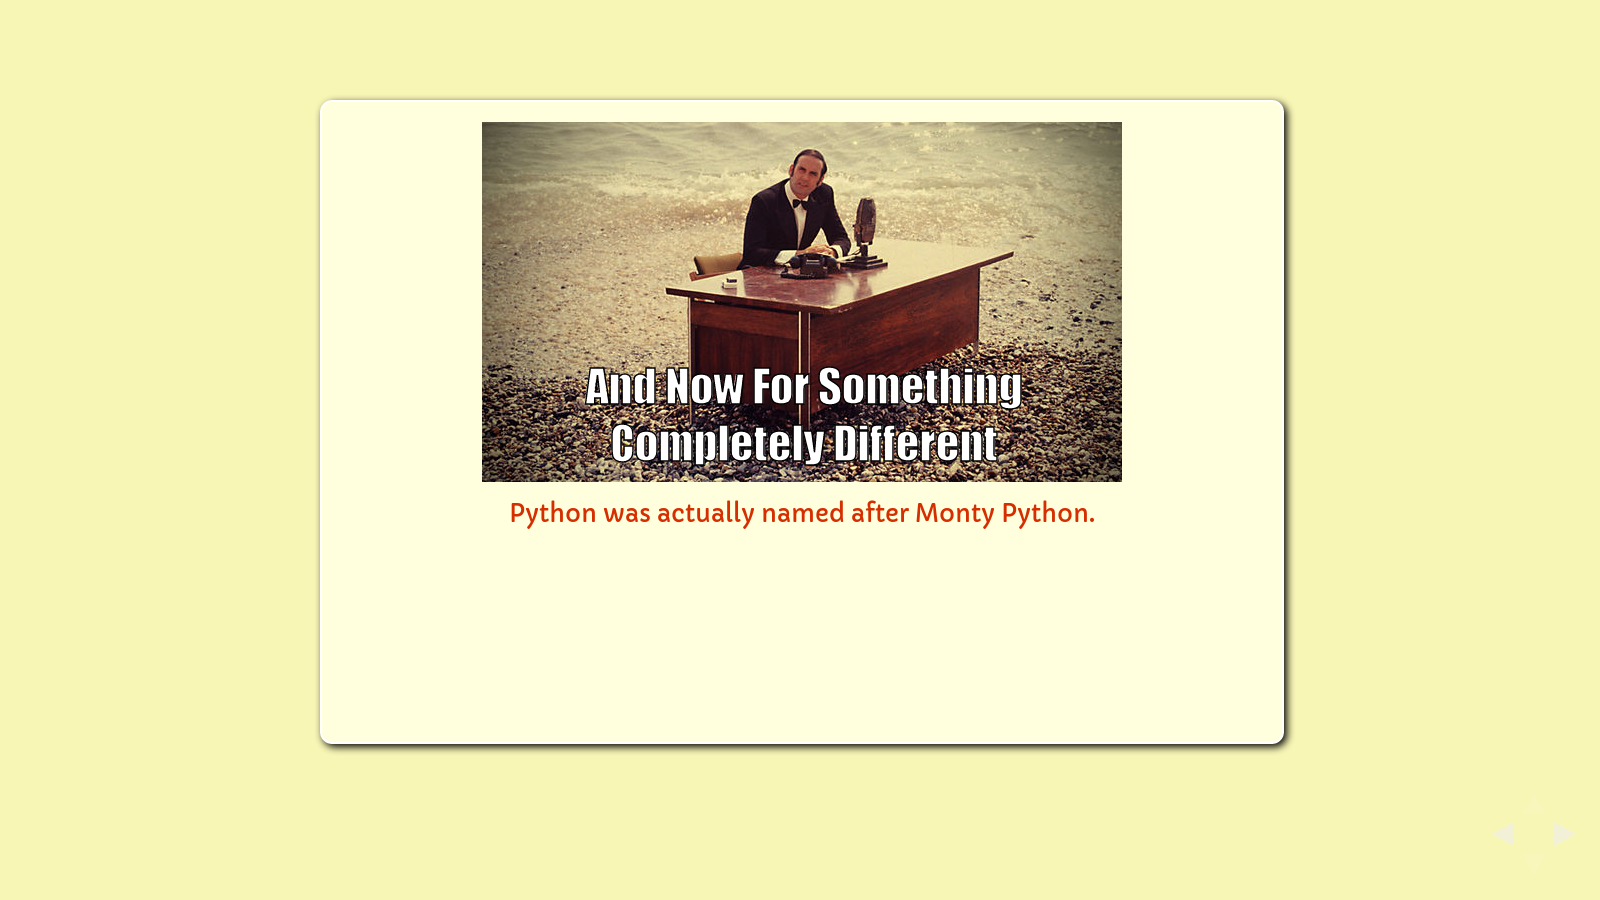 And Now For Something
Completely Different
Python was actually named after Monty Python.